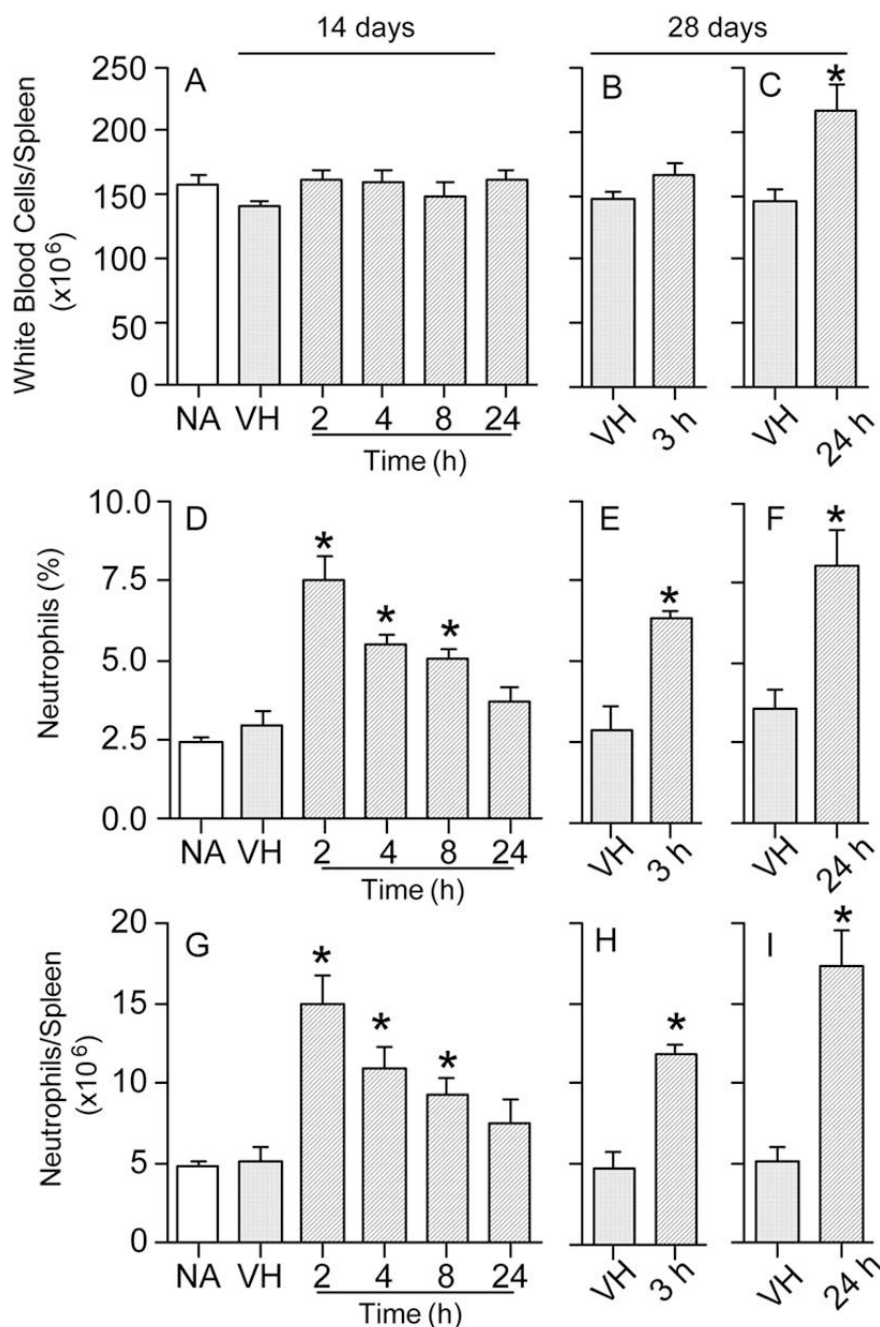 14 days
28 days
White Blood Cells/Spleen
(x10⁶)
250
200
150
100
50
0
A
NA VH 2 4 8 24
Time (h)
B
VH 3 h
C
*
VH 24 h
Neutrophils (%)
10.0
7.5
5.0
2.5
0.0
D
* * *
NA VH 2 4 8 24
Time (h)
E
*
VH 3 h
F
*
VH 24 h
Neutrophils/Spleen
(x10⁶)
20
15
10
5
0
G
* * *
NA VH 2 4 8 24
Time (h)
H
*
VH 3 h
I
*
VH 24 h